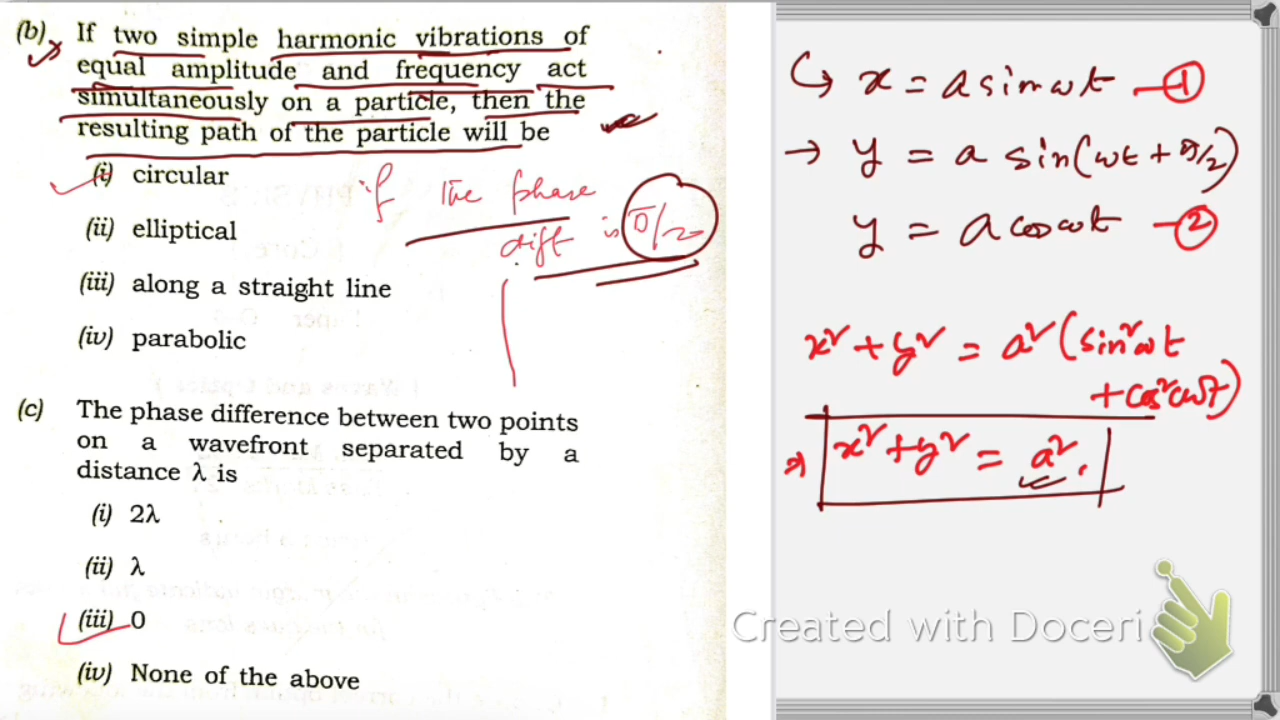 (b) If two simple harmonic vibrations of
equal amplitude and frequency act
simultaneously on a particle, then the
resulting path of the particle will be
(i) circular
if the phase
diff is π/2
(ii) elliptical
(iii) along a straight line
(iv) parabolic
(c) The phase difference between two points
on a wavefront separated by a
distance λ is
(i) 2λ
(ii) λ
(iii) 0
(iv) None of the above
x = a sin ωt —①
→ y = a sin(ωt + π/2)
y = a cos ωt —②
x² + y² = a² (sin² ωt
+ cos² ωt)
⇒ x² + y² = a².
Created with Doceri